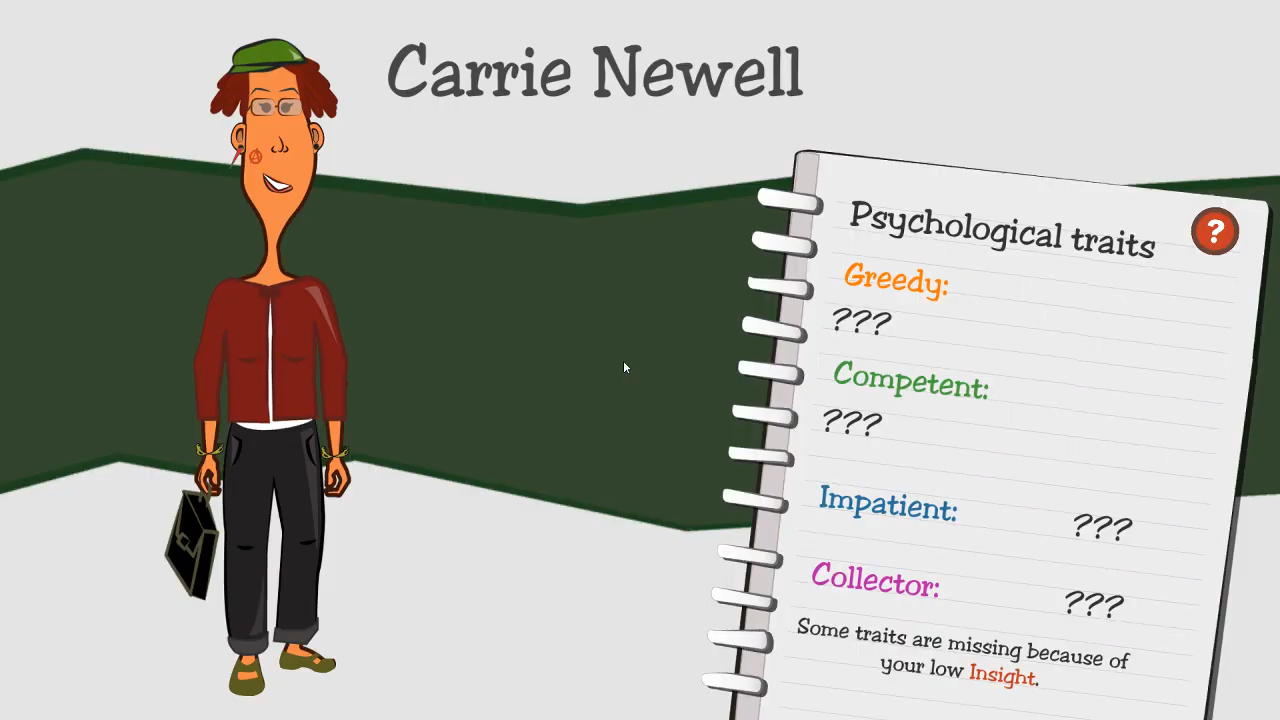 Carrie Newell
Psychological traits
?
Greedy:
???
Competent:
???
Impatient: ???
Collector: ???
Some traits are missing because of
your low Insight.